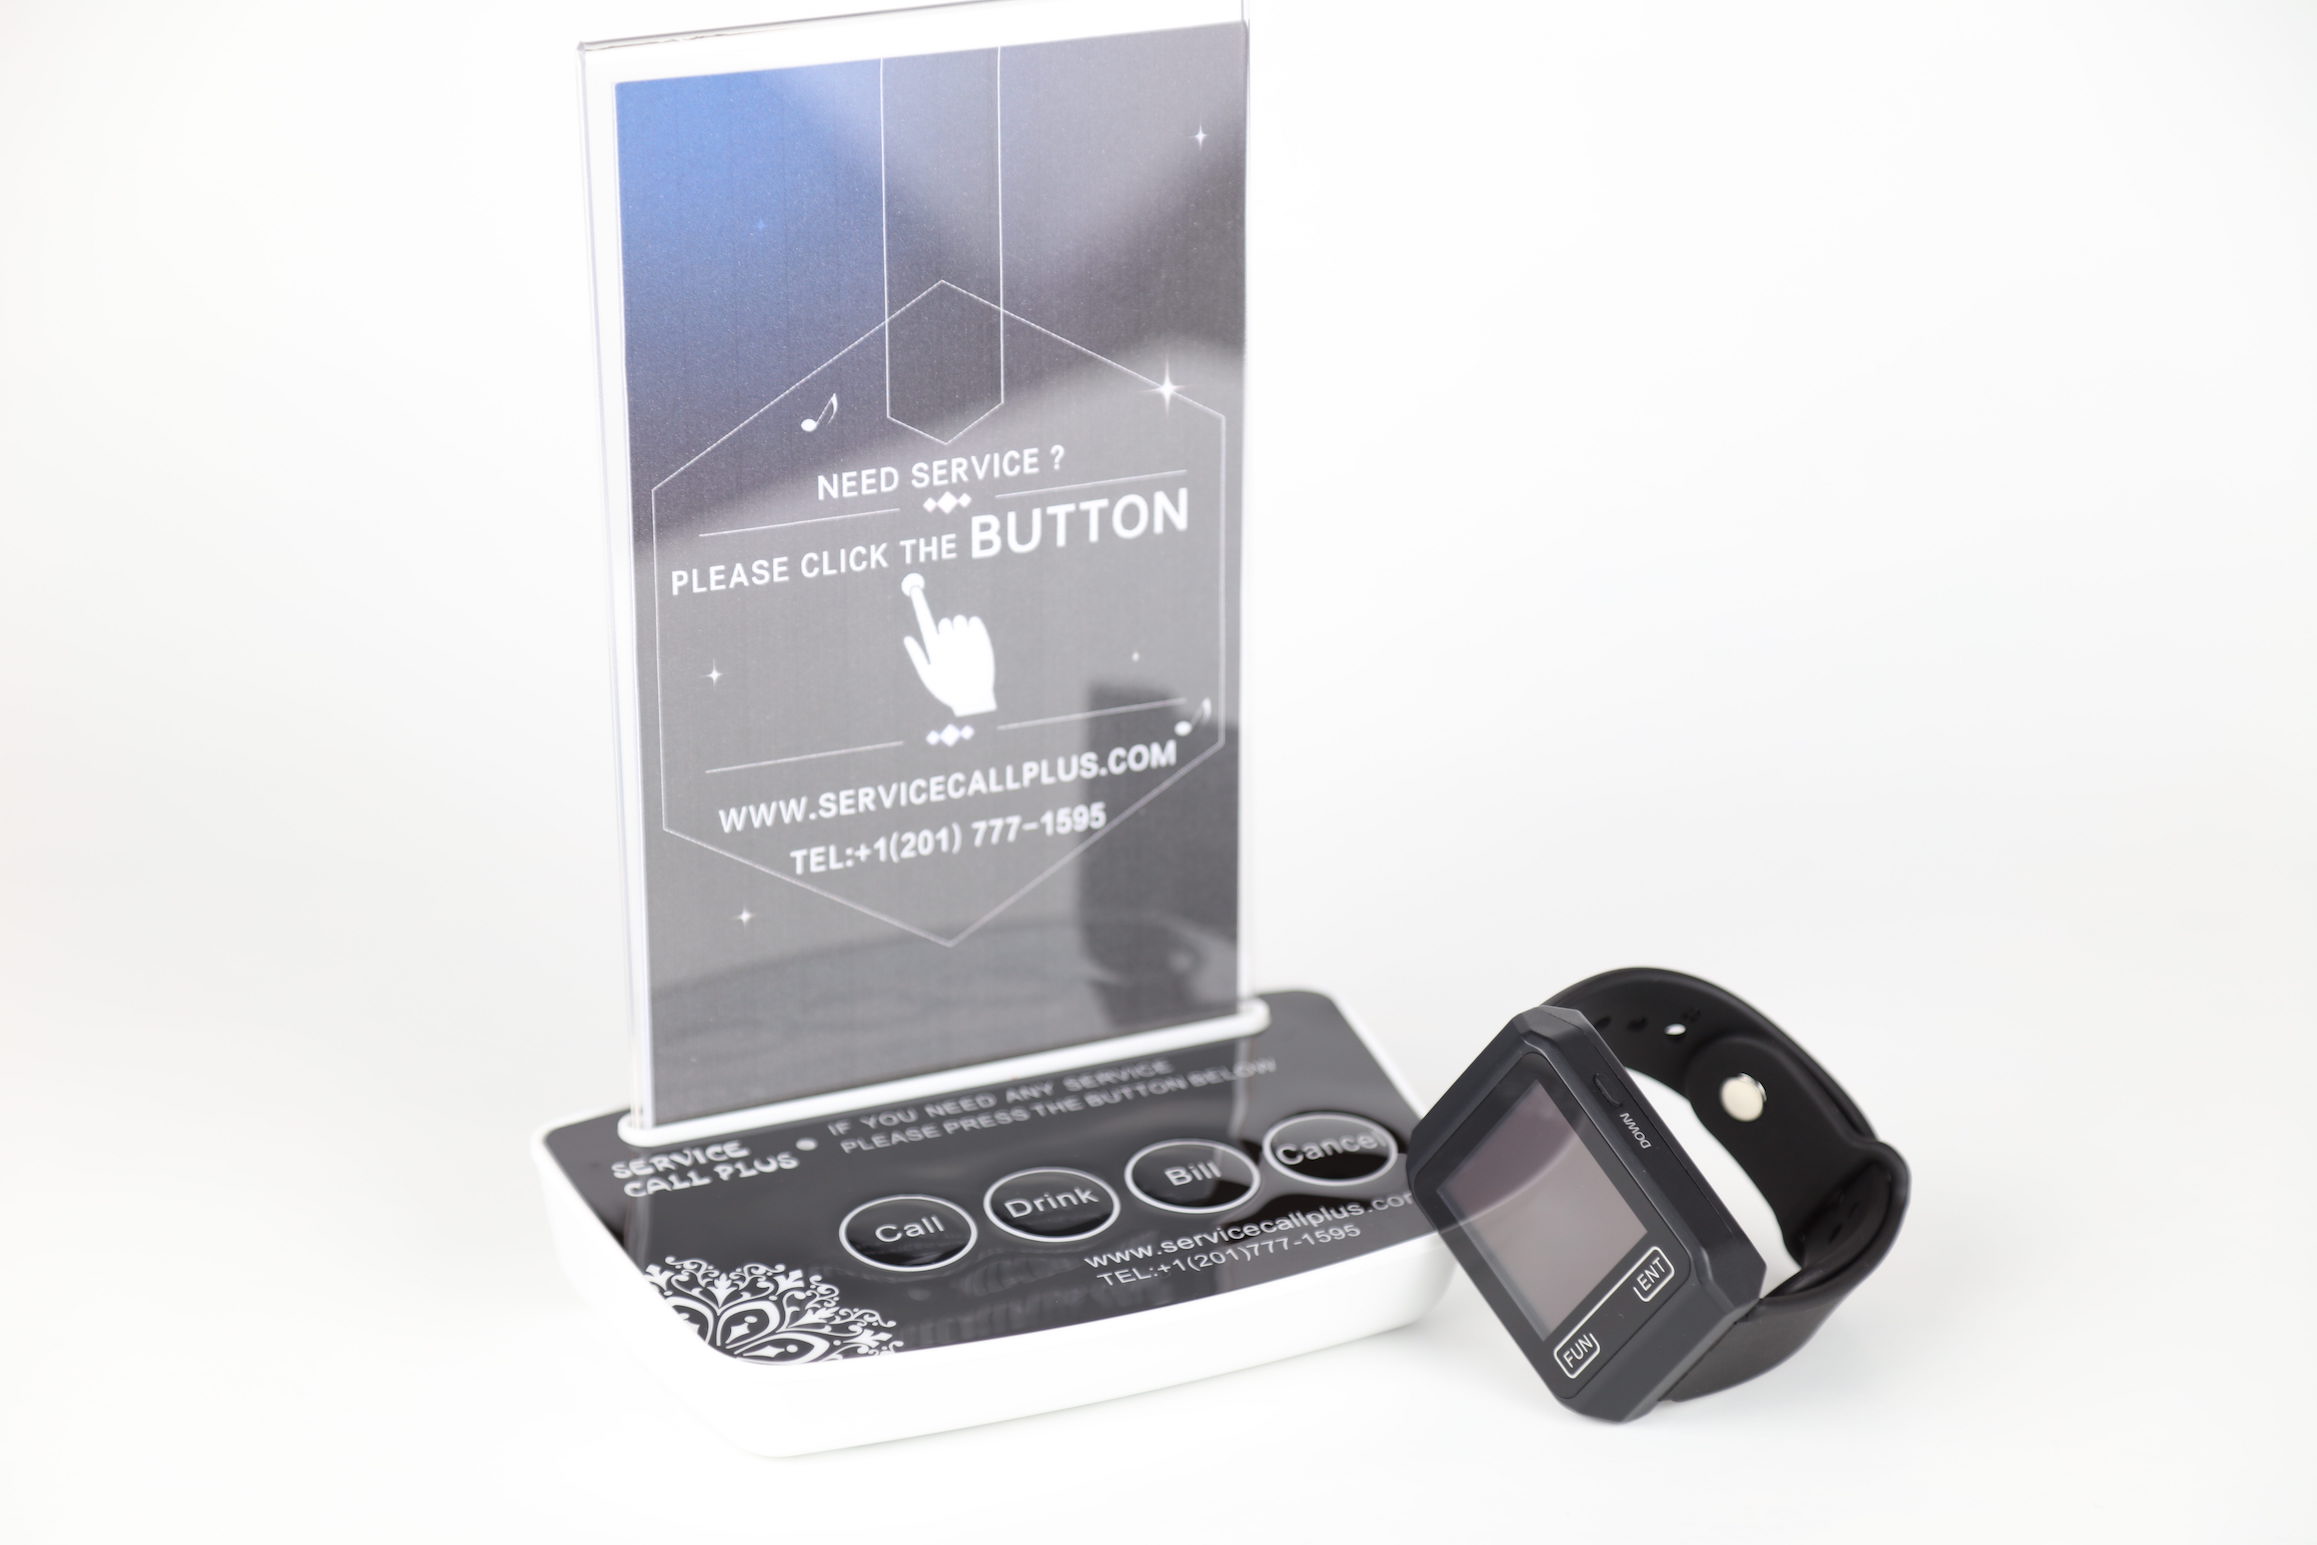 NEED SERVICE ?
PLEASE CLICK THE BUTTON
WWW.SERVICECALLPLUS.COM
TEL:+1(201) 777-1595
SERVICE
CALL PLUS
IF YOU NEED ANY SERVICE
PLEASE PRESS THE BUTTON BELOW
Call
Drink
Bill
Cancel
www.servicecallplus.com
TEL:+1(201)777-1595
DOWN
FUN
ENT